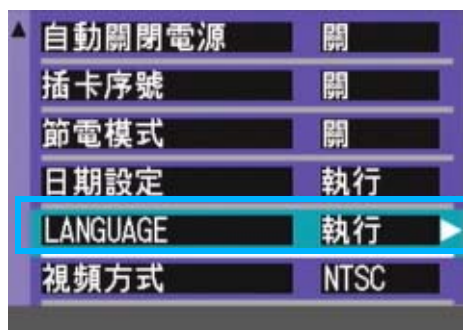 自動關閉電源 關
插卡序號 關
節電模式 關
日期設定 執行
LANGUAGE 執行
視頻方式 NTSC